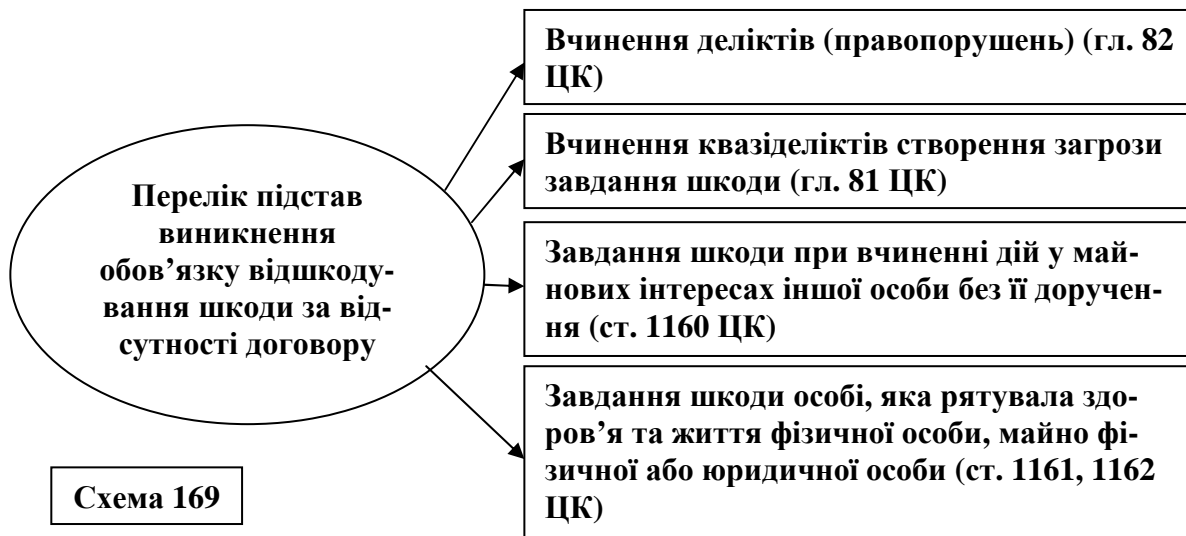 Перелік підстав
виникнення
обов’язку відшкоду-
вання шкоди за від-
сутності договору
Вчинення деліктів (правопорушень) (гл. 82
ЦК)
Вчинення квазіделіктів створення загрози
завдання шкоди (гл. 81 ЦК)
Завдання шкоди при вчиненні дій у май-
нових інтересах іншої особи без її доручен-
ня (ст. 1160 ЦК)
Завдання шкоди особі, яка рятувала здо-
ров’я та життя фізичної особи, майно фі-
зичної або юридичної особи (ст. 1161, 1162
ЦК)
Схема 169